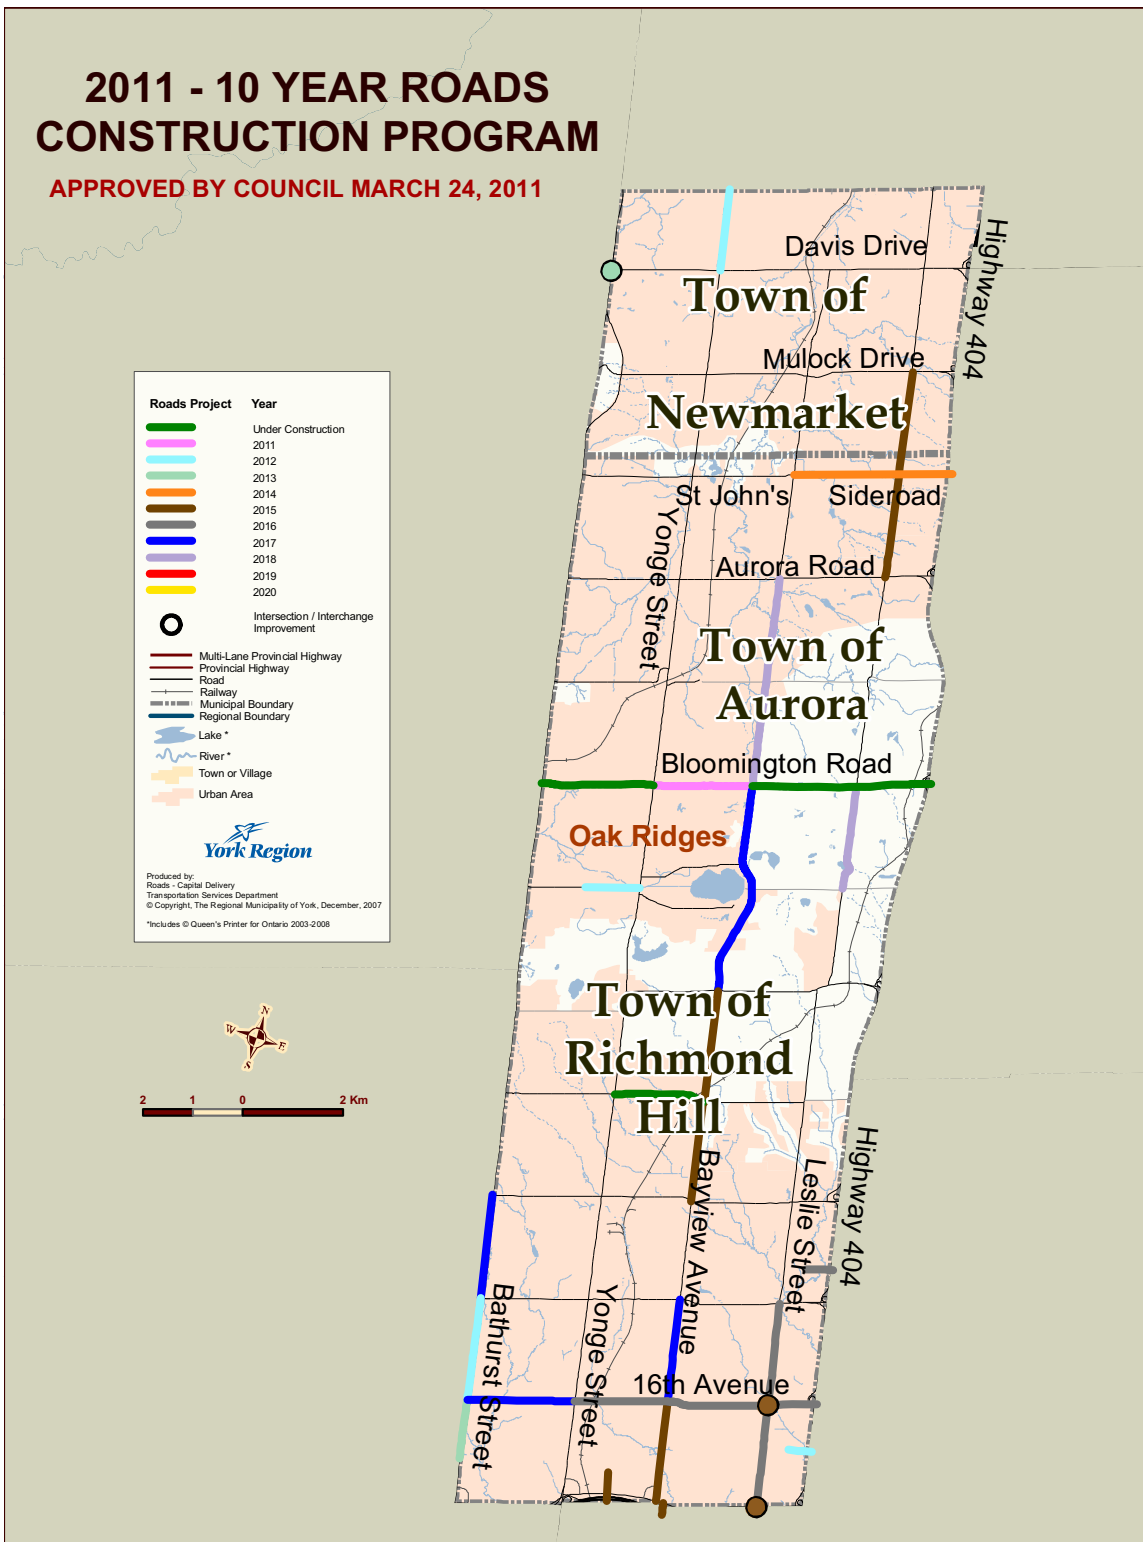 2011 - 10 YEAR ROADS
CONSTRUCTION PROGRAM
APPROVED BY COUNCIL MARCH 24, 2011
Davis Drive
Highway 404
Town of
Mulock Drive
Newmarket
St John's
Sideroad
Yonge Street
Aurora Road
Town of
Aurora
Bloomington Road
Oak Ridges
Town of
Richmond
Hill
Bayview Avenue
Leslie Street
Highway 404
Bathurst Street
Yonge Street
16th Avenue
Roads Project Year
Under Construction
2011
2012
2013
2014
2015
2016
2017
2018
2019
2020
Intersection / Interchange
Improvement
Multi-Lane Provincial Highway
Provincial Highway
Road
Railway
Municipal Boundary
Regional Boundary
Lake *
River *
Town or Village
Urban Area
York Region
Produced by:
Roads - Capital Delivery
Transportation Services Department
© Copyright, The Regional Municipality of York, December, 2007
*Includes © Queen's Printer for Ontario 2003-2008
N
W
E
S
2 1 0 2 Km